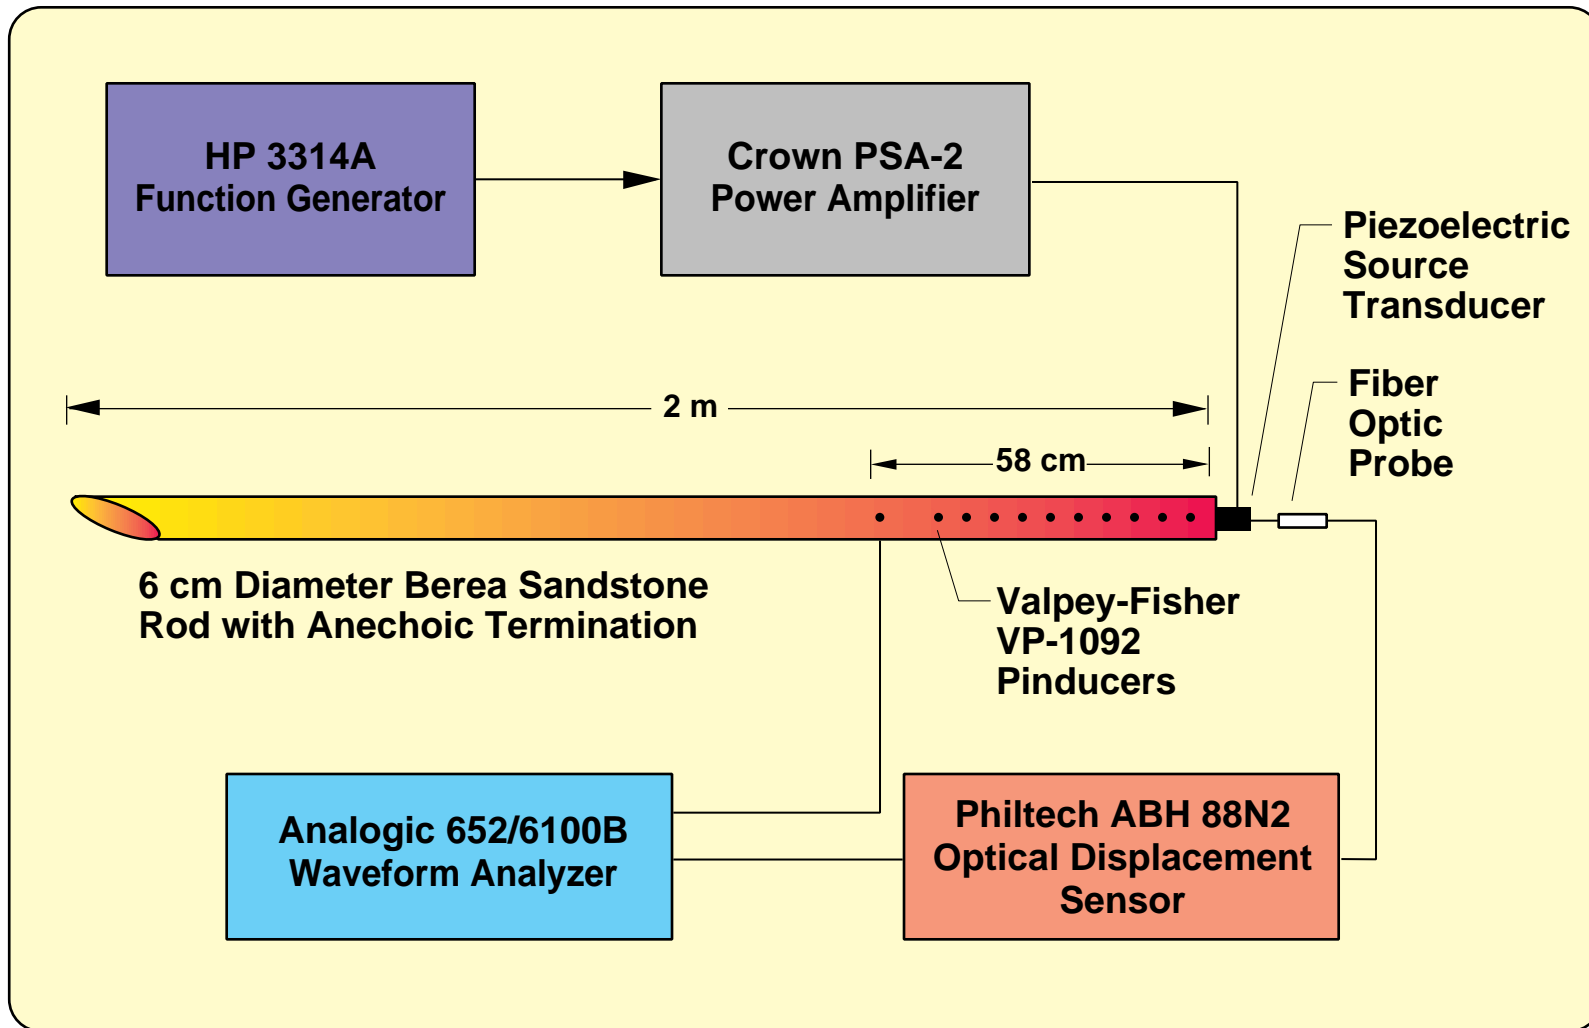 HP 3314A
Function Generator
Crown PSA-2
Power Amplifier
Piezoelectric
Source
Transducer
Fiber
Optic
Probe
2 m
58 cm
6 cm Diameter Berea Sandstone
Rod with Anechoic Termination
Valpey-Fisher
VP-1092
Pinducers
Analogic 652/6100B
Waveform Analyzer
Philtech ABH 88N2
Optical Displacement
Sensor